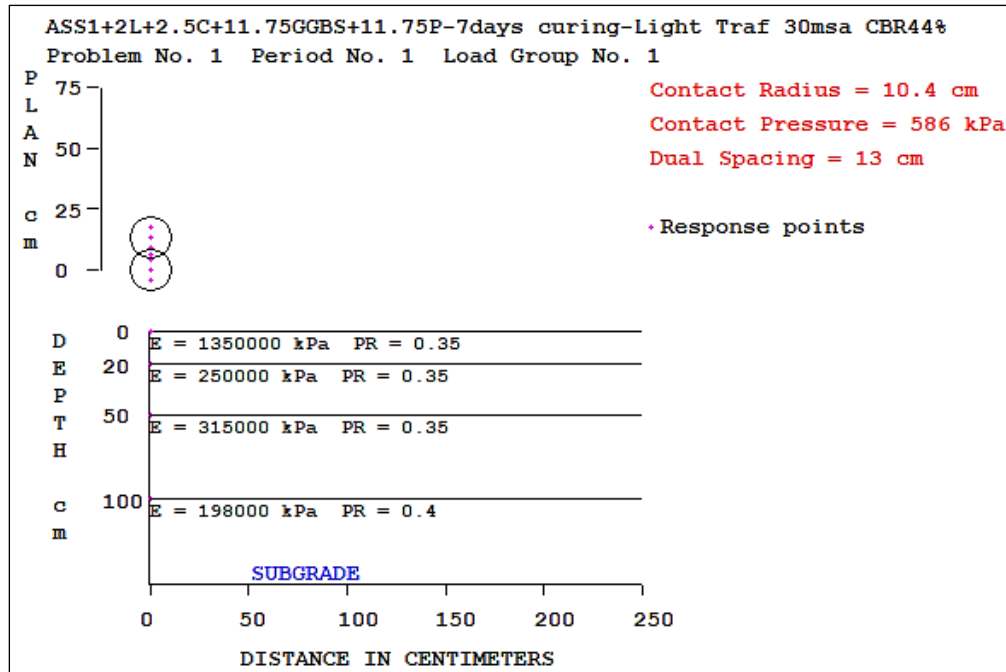 ASS1+2L+2.5C+11.75GGBS+11.75P-7days curing-Light Traf 30msa CBR44%
Problem No. 1 Period No. 1 Load Group No. 1
PLAN cm
75
50
25
0
Contact Radius = 10.4 cm
Contact Pressure = 586 kPa
Dual Spacing = 13 cm
Response points
DEPTH cm
0
E = 1350000 kPa PR = 0.35
20
E = 250000 kPa PR = 0.35
50
E = 315000 kPa PR = 0.35
100
E = 198000 kPa PR = 0.4
SUBGRADE
0 50 100 150 200 250
DISTANCE IN CENTIMETERS